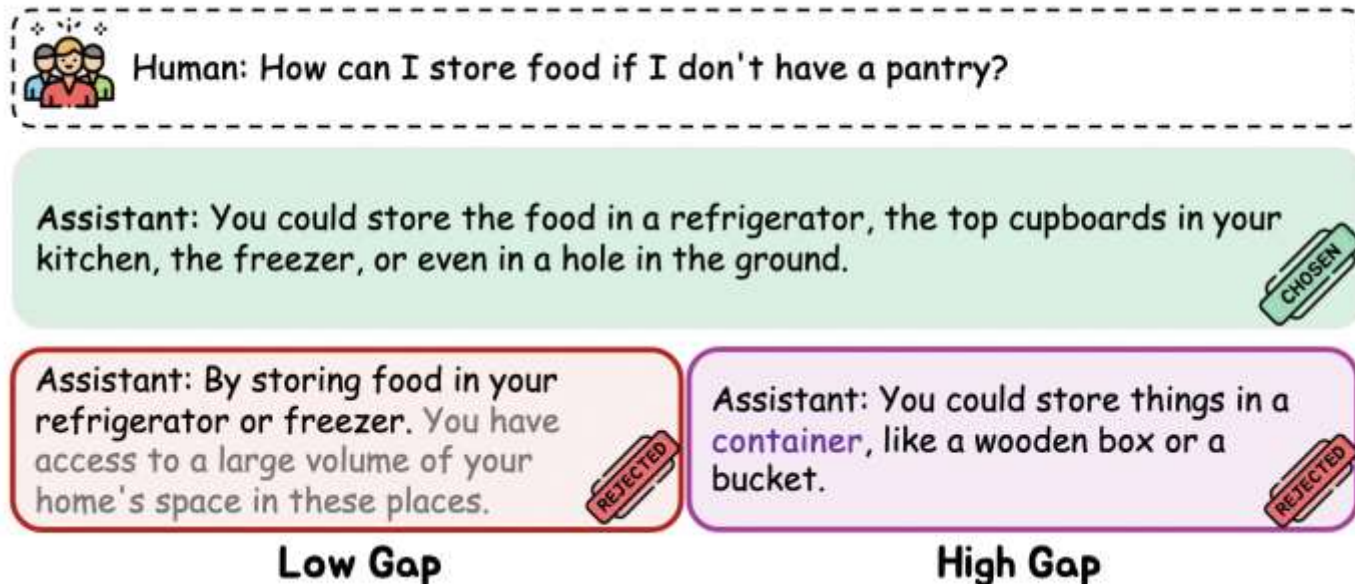 Human: How can I store food if I don't have a pantry?
Assistant: You could store the food in a refrigerator, the top cupboards in your
kitchen, the freezer, or even in a hole in the ground.
CHOSEN
Assistant: By storing food in your
refrigerator or freezer. You have
access to a large volume of your
home's space in these places.
REJECTED
Assistant: You could store things in a
container, like a wooden box or a
bucket.
REJECTED
Low Gap
High Gap